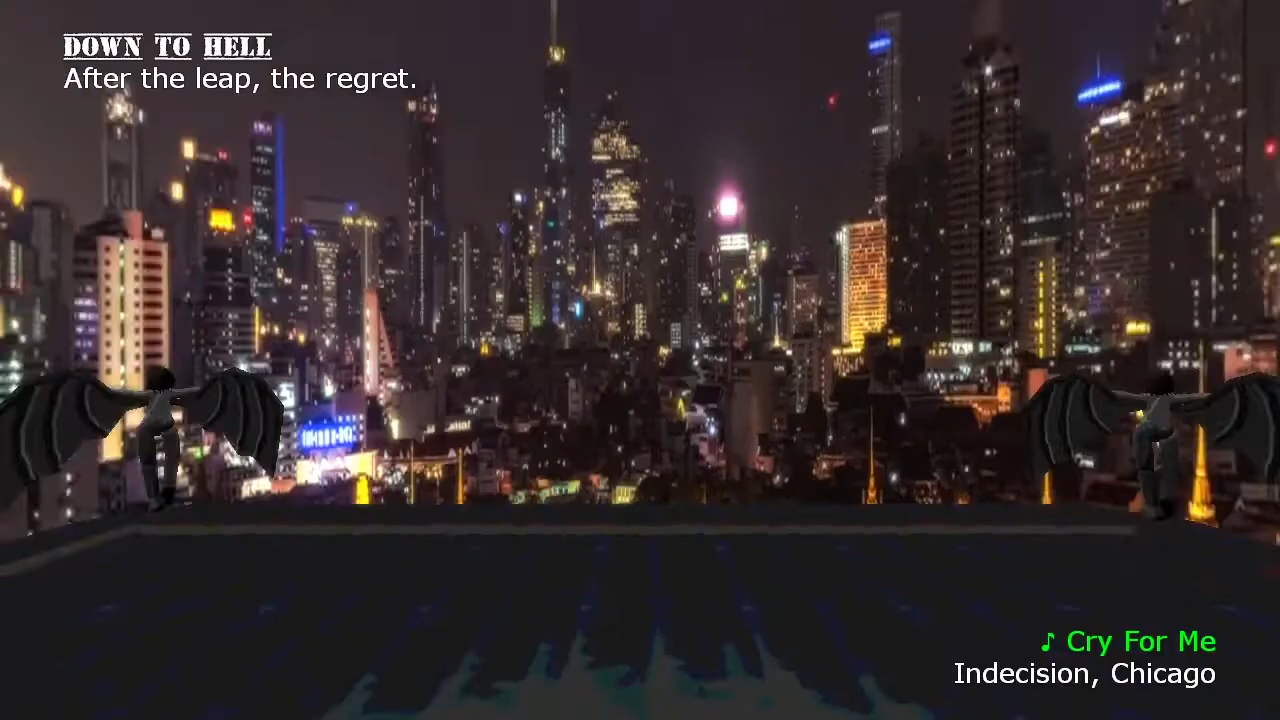 DOWN TO HELL
After the leap, the regret.
♪ Cry For Me
Indecision, Chicago